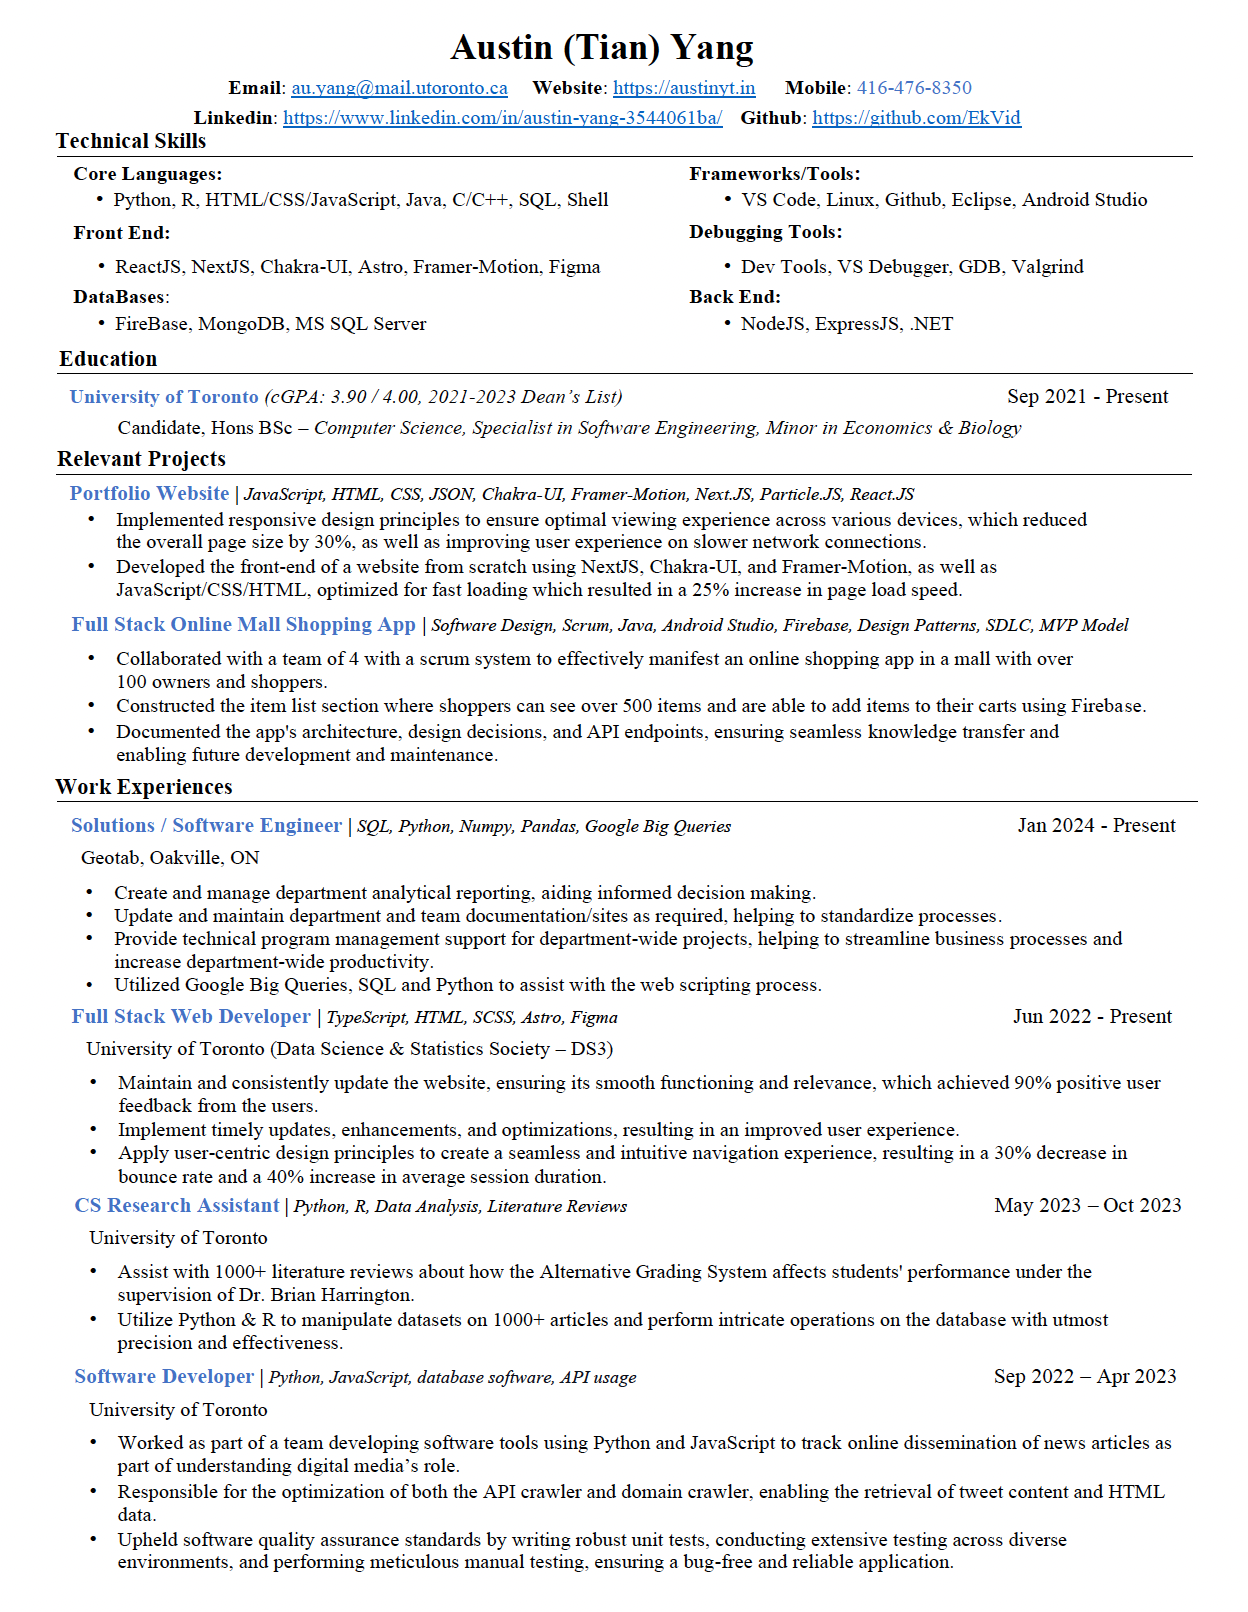 Austin (Tian) Yang
Email: au.yang@mail.utoronto.ca Website: https://austinyt.in Mobile: 416-476-8350
Linkedin: https://www.linkedin.com/in/austin-yang-3544061ba/ Github: https://github.com/EkVid
Technical Skills
Core Languages:
• Python, R, HTML/CSS/JavaScript, Java, C/C++, SQL, Shell
Front End:
• ReactJS, NextJS, Chakra-UI, Astro, Framer-Motion, Figma
DataBases:
• FireBase, MongoDB, MS SQL Server
Frameworks/Tools:
• VS Code, Linux, Github, Eclipse, Android Studio
Debugging Tools:
• Dev Tools, VS Debugger, GDB, Valgrind
Back End:
• NodeJS, ExpressJS, .NET
Education
University of Toronto (cGPA: 3.90 / 4.00, 2021-2023 Dean’s List) Sep 2021 - Present
Candidate, Hons BSc – Computer Science, Specialist in Software Engineering, Minor in Economics & Biology
Relevant Projects
Portfolio Website | JavaScript, HTML, CSS, JSON, Chakra-UI, Framer-Motion, Next.JS, Particle.JS, React.JS
• Implemented responsive design principles to ensure optimal viewing experience across various devices, which reduced
the overall page size by 30%, as well as improving user experience on slower network connections.
• Developed the front-end of a website from scratch using NextJS, Chakra-UI, and Framer-Motion, as well as
JavaScript/CSS/HTML, optimized for fast loading which resulted in a 25% increase in page load speed.
Full Stack Online Mall Shopping App | Software Design, Scrum, Java, Android Studio, Firebase, Design Patterns, SDLC, MVP Model
• Collaborated with a team of 4 with a scrum system to effectively manifest an online shopping app in a mall with over
100 owners and shoppers.
• Constructed the item list section where shoppers can see over 500 items and are able to add items to their carts using Firebase.
• Documented the app's architecture, design decisions, and API endpoints, ensuring seamless knowledge transfer and
enabling future development and maintenance.
Work Experiences
Solutions / Software Engineer | SQL, Python, Numpy, Pandas, Google Big Queries Jan 2024 - Present
Geotab, Oakville, ON
• Create and manage department analytical reporting, aiding informed decision making.
• Update and maintain department and team documentation/sites as required, helping to standardize processes.
• Provide technical program management support for department-wide projects, helping to streamline business processes and
increase department-wide productivity.
• Utilized Google Big Queries, SQL and Python to assist with the web scripting process.
Full Stack Web Developer | TypeScript, HTML, SCSS, Astro, Figma Jun 2022 - Present
University of Toronto (Data Science & Statistics Society – DS3)
• Maintain and consistently update the website, ensuring its smooth functioning and relevance, which achieved 90% positive user
feedback from the users.
• Implement timely updates, enhancements, and optimizations, resulting in an improved user experience.
• Apply user-centric design principles to create a seamless and intuitive navigation experience, resulting in a 30% decrease in
bounce rate and a 40% increase in average session duration.
CS Research Assistant | Python, R, Data Analysis, Literature Reviews May 2023 – Oct 2023
University of Toronto
• Assist with 1000+ literature reviews about how the Alternative Grading System affects students' performance under the
supervision of Dr. Brian Harrington.
• Utilize Python & R to manipulate datasets on 1000+ articles and perform intricate operations on the database with utmost
precision and effectiveness.
Software Developer | Python, JavaScript, database software, API usage Sep 2022 – Apr 2023
University of Toronto
• Worked as part of a team developing software tools using Python and JavaScript to track online dissemination of news articles as
part of understanding digital media’s role.
• Responsible for the optimization of both the API crawler and domain crawler, enabling the retrieval of tweet content and HTML
data.
• Upheld software quality assurance standards by writing robust unit tests, conducting extensive testing across diverse
environments, and performing meticulous manual testing, ensuring a bug-free and reliable application.